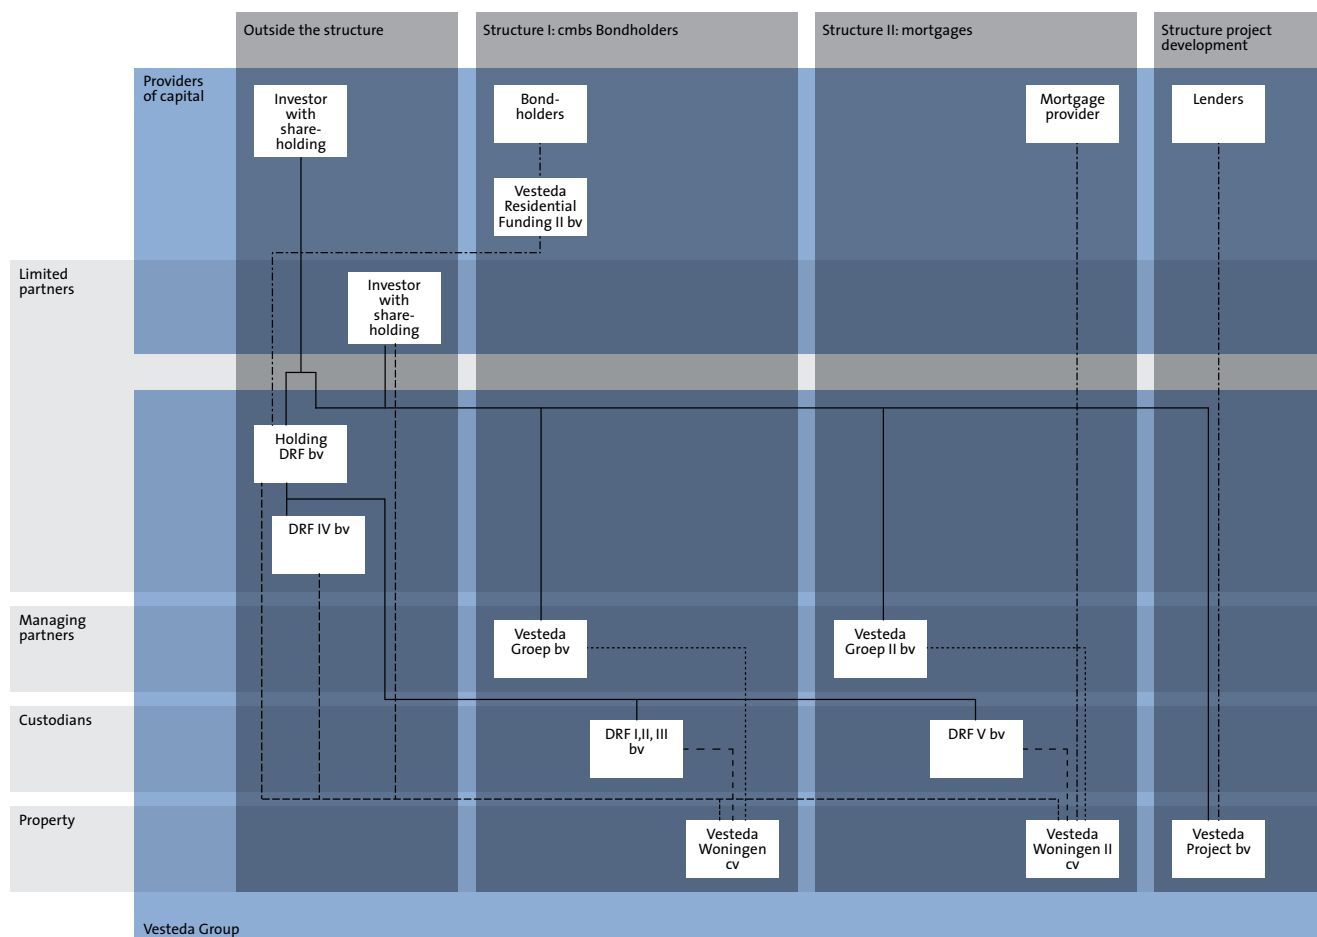 Outside the structure
Structure I: cmbs Bondholders
Structure II: mortgages
Structure project
development
Providers
of capital
Investor
with
share-
holding
Bond-
holders
Mortgage
provider
Lenders
Vesteda
Residential
Funding II bv
Limited
partners
Investor
with
share-
holding
Holding
DRF bv
DRF IV bv
Managing
partners
Vesteda
Groep bv
Vesteda
Groep II bv
Custodians
DRF I,II, III
bv
DRF V bv
Property
Vesteda
Woningen
cv
Vesteda
Woningen II
cv
Vesteda
Project bv
Vesteda Group